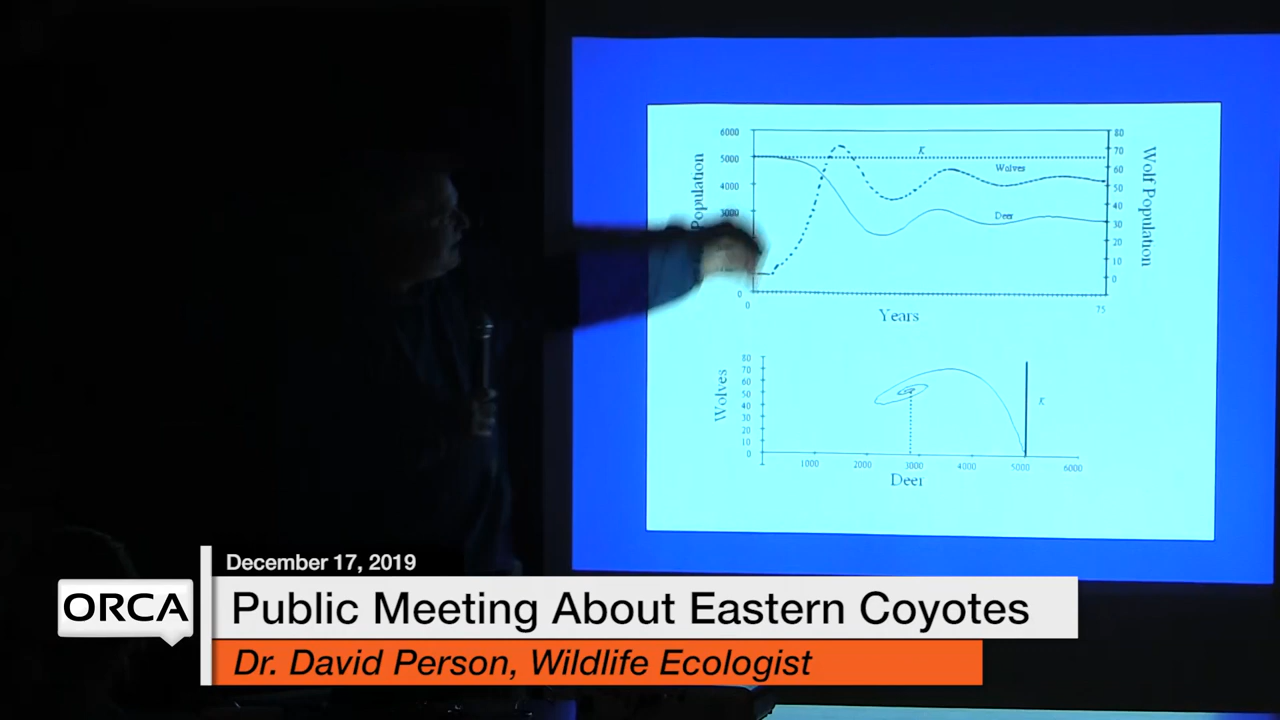 6000
5000
4000
3000
0
0
K
Wolves
Deer
Population
80
70
60
50
40
30
20
10
0
Wolf Population
75
Years
80
70
60
50
40
30
20
10
0
Wolves
K
1000
2000
3000
4000
5000
6000
Deer
December 17, 2019
ORCA
Public Meeting About Eastern Coyotes
Dr. David Person, Wildlife Ecologist